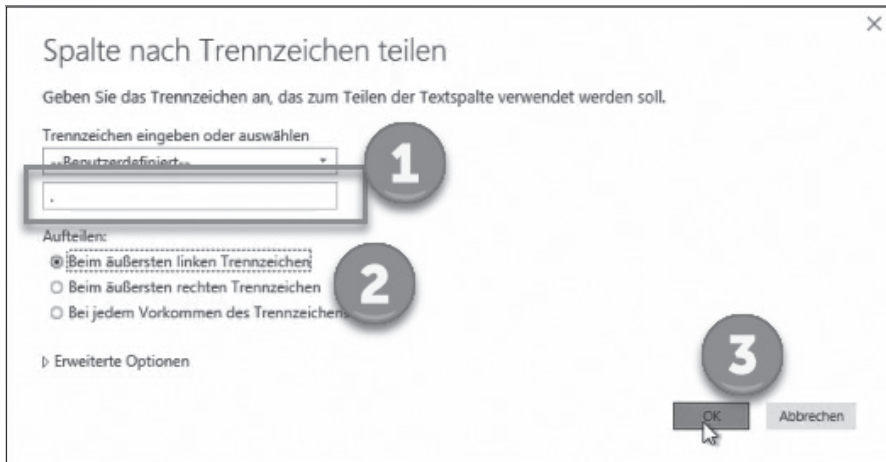 Spalte nach Trennzeichen teilen
Geben Sie das Trennzeichen an, das zum Teilen der Textspalte verwendet werden soll.
Trennzeichen eingeben oder auswählen
--Benutzerdefiniert--
.
1
Aufteilen:
Beim äußersten linken Trennzeichen
Beim äußersten rechten Trennzeichen
Bei jedem Vorkommen des Trennzeichens
2
Erweiterte Optionen
3
OK Abbrechen